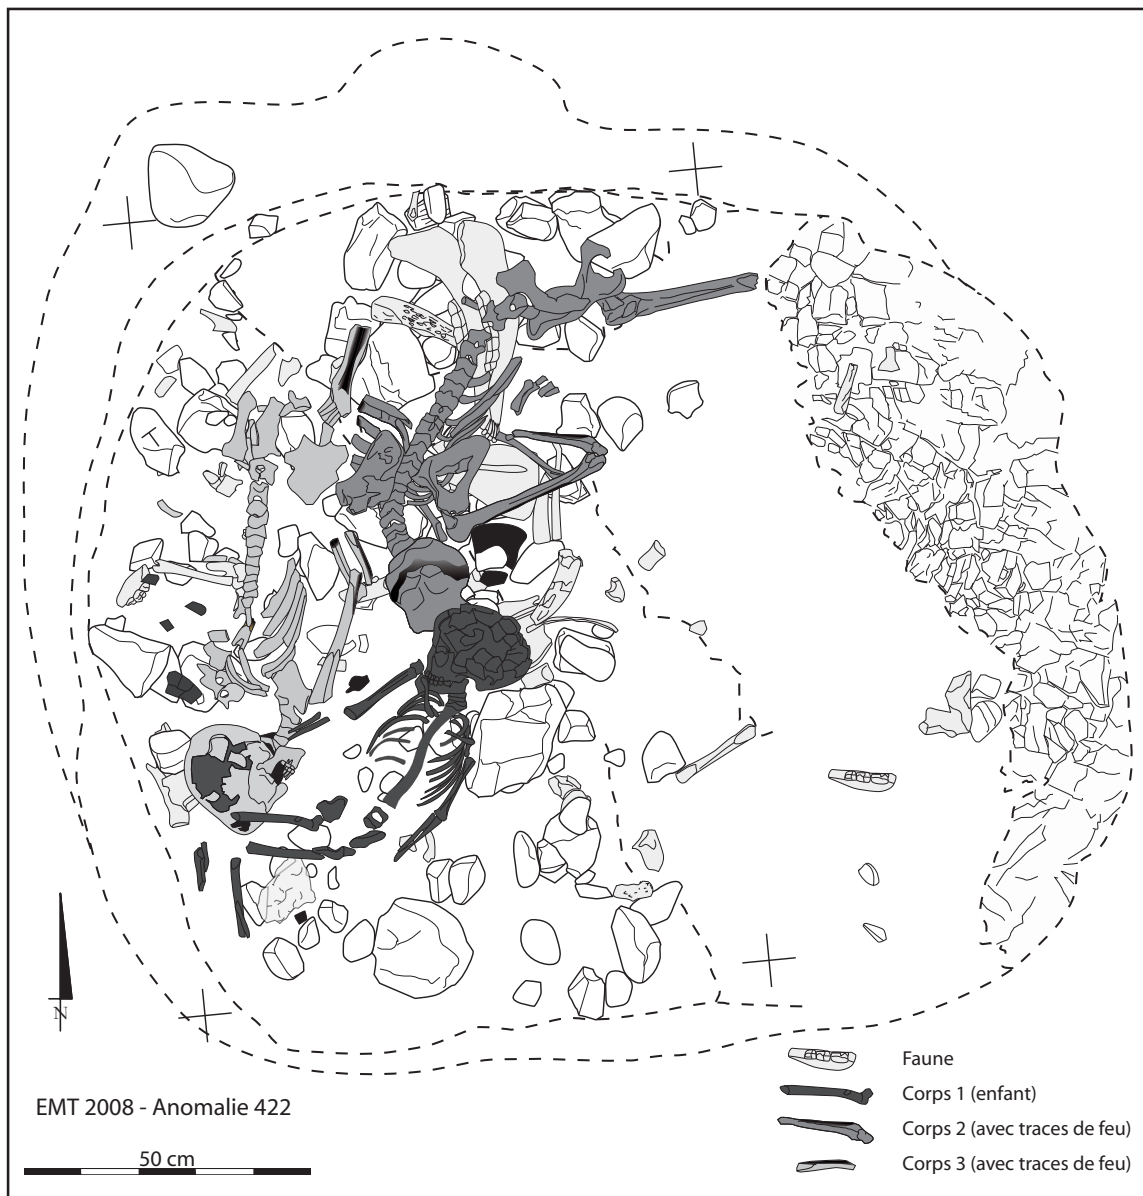 N
EMT 2008 - Anomalie 422
50 cm
Faune
Corps 1 (enfant)
Corps 2 (avec traces de feu)
Corps 3 (avec traces de feu)